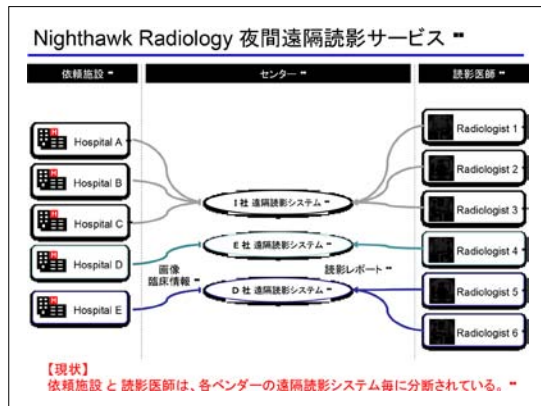 Nighthawk Radiology 夜間遠隔読影サービス
依頼施設
センター
読影医師
Hospital A
Hospital B
Hospital C
Hospital D
Hospital E
I 社 遠隔読影システム
E 社 遠隔読影システム
D 社 遠隔読影システム
画像
臨床情報
読影レポート
Radiologist 1
Radiologist 2
Radiologist 3
Radiologist 4
Radiologist 5
Radiologist 6
【現状】
依頼施設 と 読影医師は、各ベンダーの遠隔読影システム毎に分断されている。